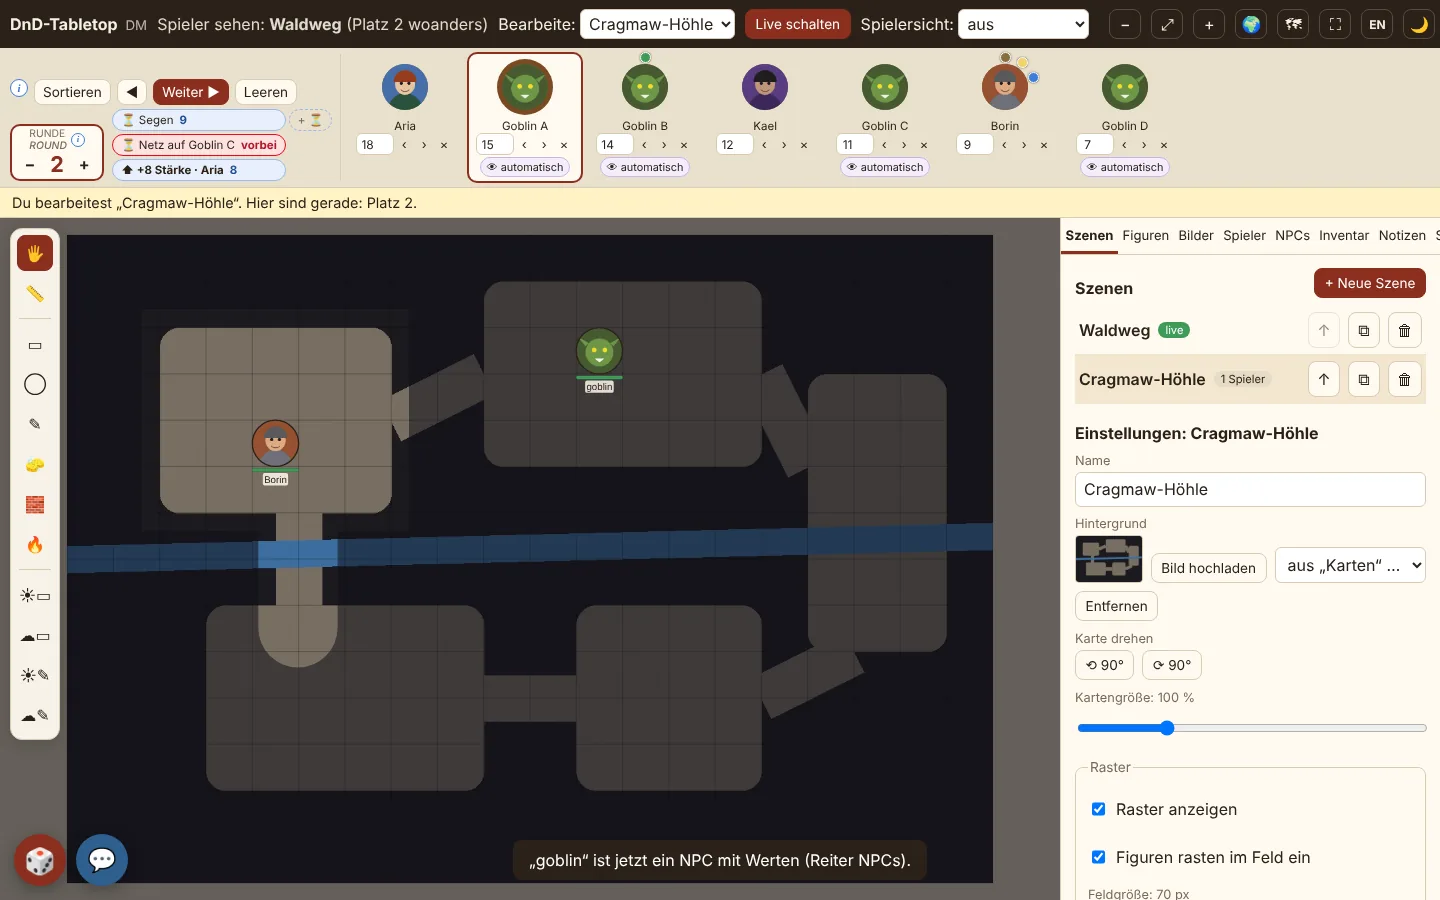 DnD-Tabletop DM Spieler sehen: Waldweg (Platz 2 woanders) Bearbeite: Cragmaw-Höhle Live schalten Spielersicht: aus EN
Sortieren Weiter Leeren
Segen 9
Netz auf Goblin C vorbei
+8 Stärke · Aria 8
RUNDE
ROUND
− 2 +
Aria Goblin A Goblin B Kael Goblin C Borin Goblin D
18 15 14 12 11 9 7
automatisch automatisch automatisch automatisch
Du bearbeitest „Cragmaw-Höhle“. Hier sind gerade: Platz 2.
Szenen Figuren Bilder Spieler NPCs Inventar Notizen S
Szenen + Neue Szene
Waldweg live
Cragmaw-Höhle 1 Spieler
Einstellungen: Cragmaw-Höhle
Name
Cragmaw-Höhle
Hintergrund
Bild hochladen aus „Karten“ ...
Entfernen
Karte drehen
⟲ 90° ⟳ 90°
Kartengröße: 100 %
Raster
Raster anzeigen
Figuren rasten im Feld ein
Feldgröße: 70 px
goblin
Borin
„goblin“ ist jetzt ein NPC mit Werten (Reiter NPCs).